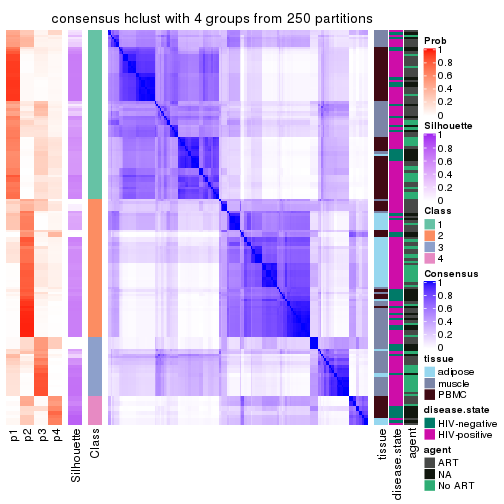 consensus hclust with 4 groups from 250 partitions
Prob
1
0.8
0.6
0.4
0.2
0
Silhouette
1
0.8
0.6
0.4
0.2
0
Class
1
2
3
4
Consensus
1
0.8
0.6
0.4
0.2
0
tissue
adipose
muscle
PBMC
disease.state
HIV-negative
HIV-positive
agent
ART
NA
No ART
p1
p2
p3
p4
Silhouette
Class
tissue
disease.state
agent